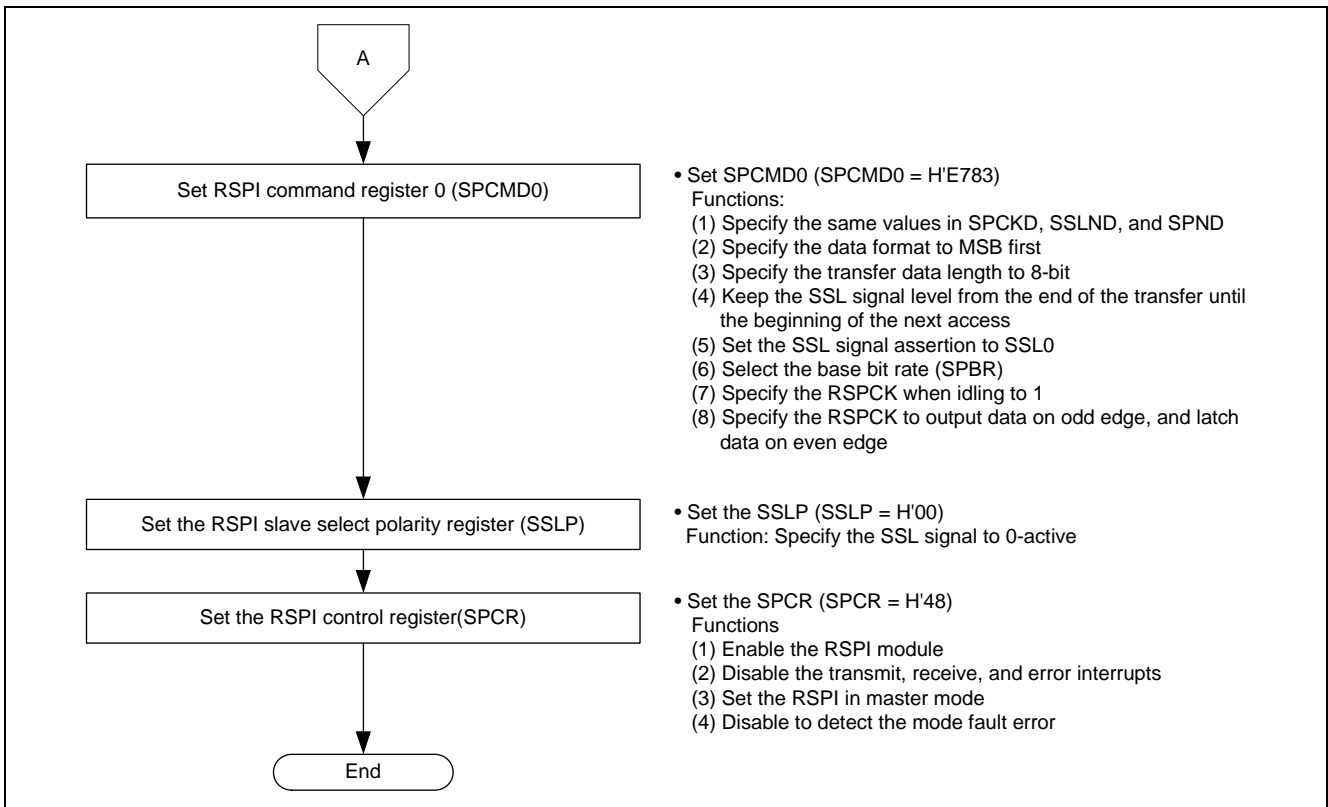 A
Set RSPI command register 0 (SPCMD0)
• Set SPCMD0 (SPCMD0 = H'E783)
Functions:
(1) Specify the same values in SPCKD, SSLND, and SPND
(2) Specify the data format to MSB first
(3) Specify the transfer data length to 8-bit
(4) Keep the SSL signal level from the end of the transfer until
the beginning of the next access
(5) Set the SSL signal assertion to SSL0
(6) Select the base bit rate (SPBR)
(7) Specify the RSPCK when idling to 1
(8) Specify the RSPCK to output data on odd edge, and latch
data on even edge
Set the RSPI slave select polarity register (SSLP)
• Set the SSLP (SSLP = H'00)
Function: Specify the SSL signal to 0-active
Set the RSPI control register(SPCR)
• Set the SPCR (SPCR = H'48)
Functions
(1) Enable the RSPI module
(2) Disable the transmit, receive, and error interrupts
(3) Set the RSPI in master mode
(4) Disable to detect the mode fault error
End